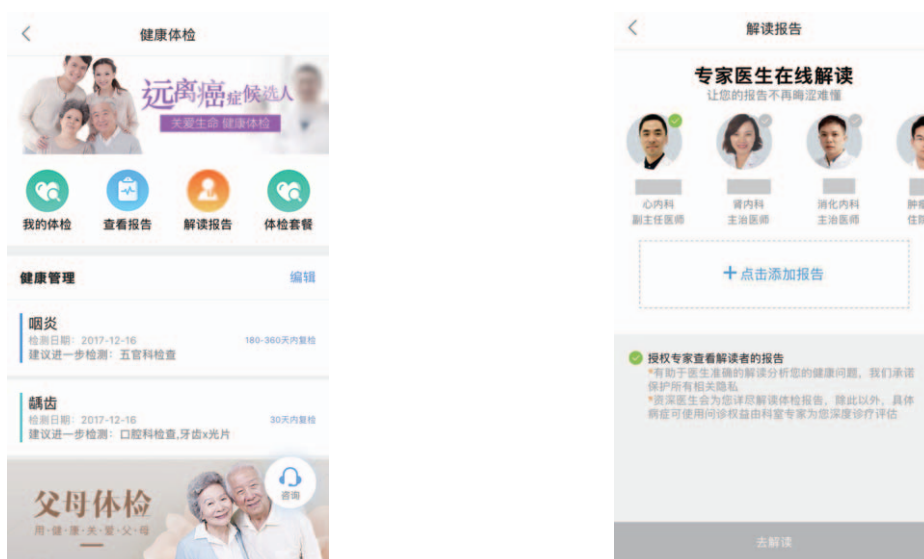 健康体检
远离癌症候选人
关爱生命 健康体检
我的体检 查看报告 解读报告 体检套餐
健康管理 编辑
咽炎
检测日期：2017-12-16 180-360天内复检
建议进一步检测：五官科检查
龋齿
检测日期：2017-12-16 30天内复检
建议进一步检测：口腔科检查,牙齿x光片
父母体检
用·健·康·关·爱·父·母
咨询
解读报告
专家医生在线解读
让您的报告不再晦涩难懂
心内科 肾内科 消化内科 肿
副主任医师 主治医师 主治医师 住
点击添加报告
授权专家查看解读者的报告
*有助于医生准确的解读分析您的健康问题，我们承诺
保护所有相关隐私
*资深医生会为您详尽解读体检报告，除此以外，具体
病症可使用问诊权益由科室专家为您深度诊疗评估
去解读